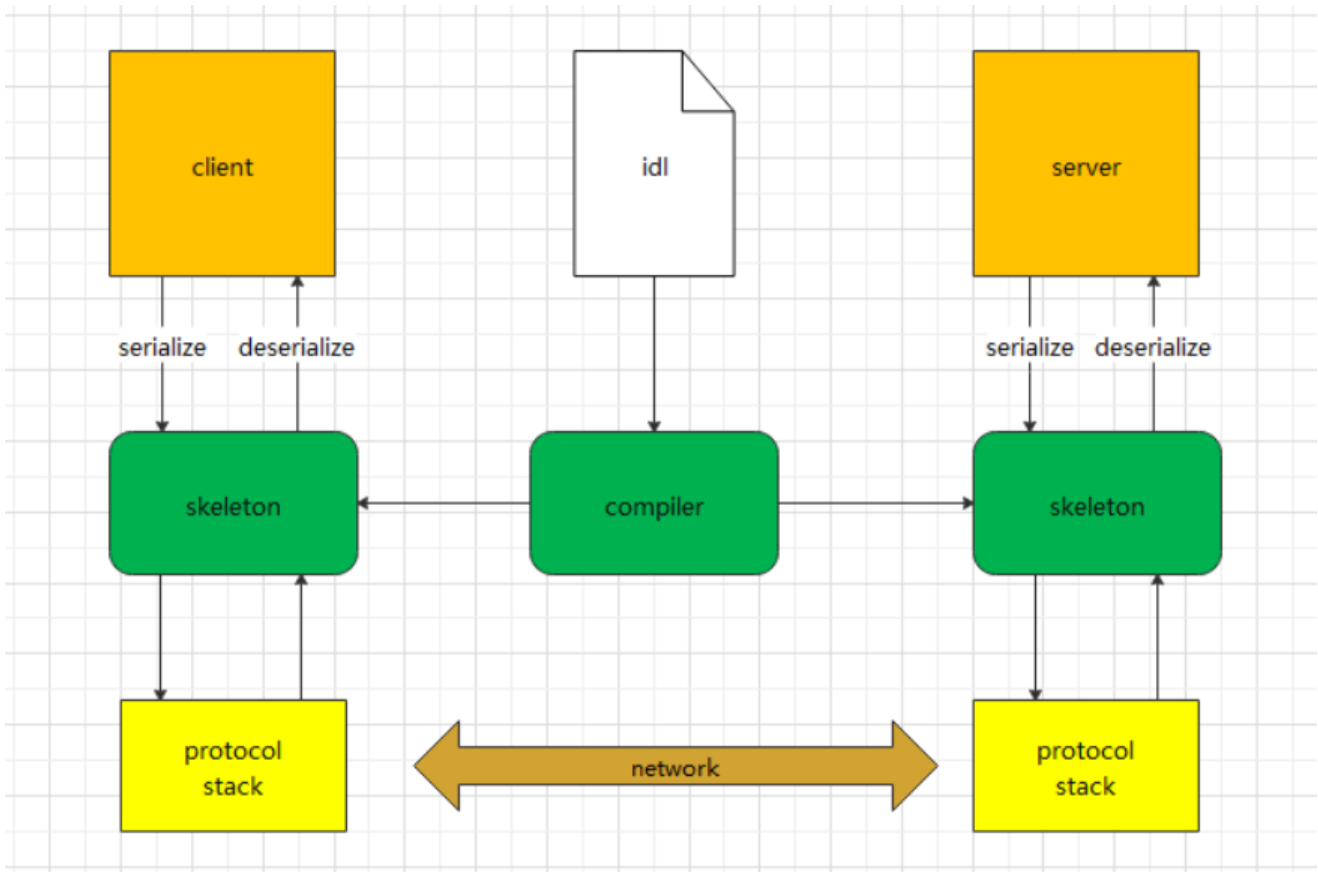 client
idl
server
serialize
deserialize
serialize
deserialize
skeleton
compiler
skeleton
protocol
stack
network
protocol
stack